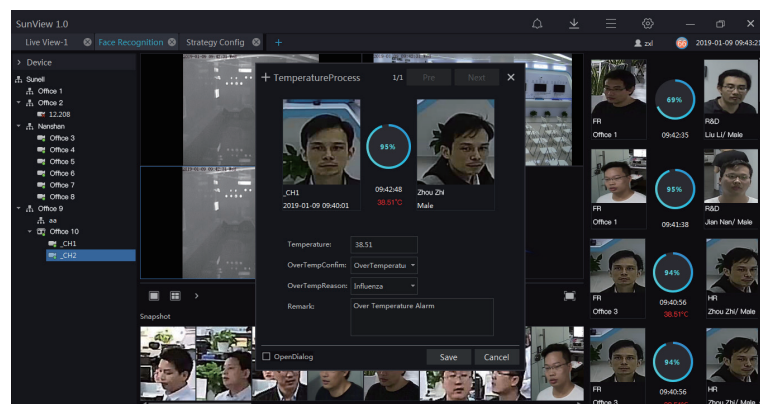 SunView 1.0
Live View-1
Face Recognition
Strategy Config
zxl
2019-01-09 09:43:21
Device
Sunell
Office 1
Office 2
12.208
Nanshan
Office 3
Office 4
Office 5
Office 6
Office 7
Office 8
Office 9
aa
Office 10
_CH1
_CH2
Snapshot
TemperatureProcess
1/1
Pre
Next
95%
_CH1
2019-01-09 09:40:01
09:42:48
38.51°C
Zhou Zhi
Male
Temperature:
38.51
OverTempConfim:
OverTemperatu
OverTempReason:
Influenza
Remark:
Over Temperature Alarm
OpenDialog
Save
Cancel
69%
FR
R&D
Office 1
09:42:35
Liu Li/ Male
95%
FR
R&D
Office 1
09:41:38
Jian Nan/ Male
94%
FR
HR
Office 3
09:40:56
38.51°C
Zhou Zhi/ Male
94%
FR
HR
Office 3
09:40:56
Zhou Zhi/ Male